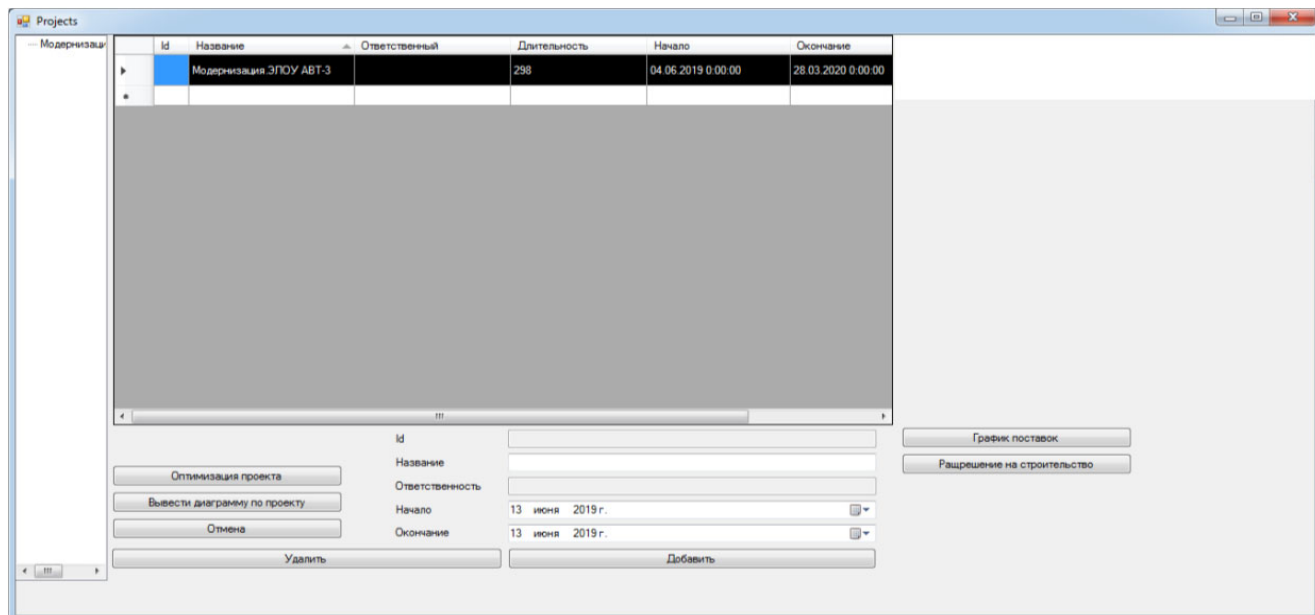 Projects
Модернизаци
Id Название Ответственный Длительность Начало Окончание
Модернизация ЭЛОУ АВТ-3 298 04.06.2019 0:00:00 28.03.2020 0:00:00
Id
График поставок
Название
Ращрешение на строительство
Оптимизация проекта
Ответственность
Вывести диаграмму по проекту
Начало 13 июня 2019 г.
Отмена
Окончание 13 июня 2019 г.
Удалить Добавить